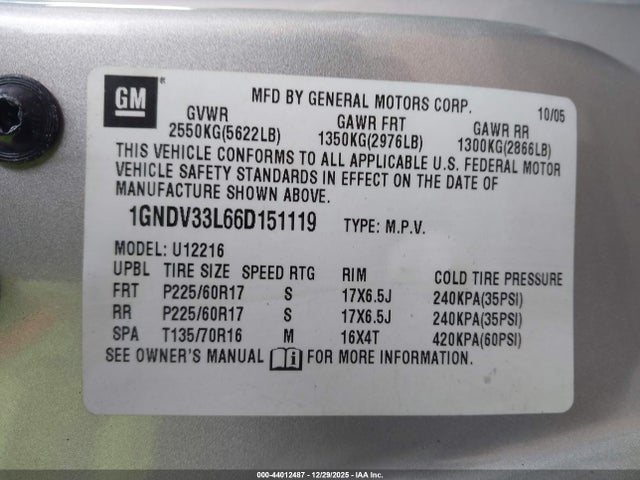 GM
MFD BY GENERAL MOTORS CORP. 10/05
GVWR GAWR FRT GAWR RR
2550KG(5622LB) 1350KG(2976LB) 1300KG(2866LB)
THIS VEHICLE CONFORMS TO ALL APPLICABLE U.S. FEDERAL MOTOR
VEHICLE SAFETY STANDARDS IN EFFECT ON THE DATE OF
MANUFACTURE SHOWN ABOVE.
1GNDV33L66D151119 TYPE: M.P.V.
MODEL: U12216
UPBL TIRE SIZE SPEED RTG RIM COLD TIRE PRESSURE
FRT P225/60R17 S 17X6.5J 240KPA(35PSI)
RR P225/60R17 S 17X6.5J 240KPA(35PSI)
SPA T135/70R16 M 16X4T 420KPA(60PSI)
SEE OWNER'S MANUAL i FOR MORE INFORMATION.
000-44012487 - 12/29/2025 - IAA Inc.